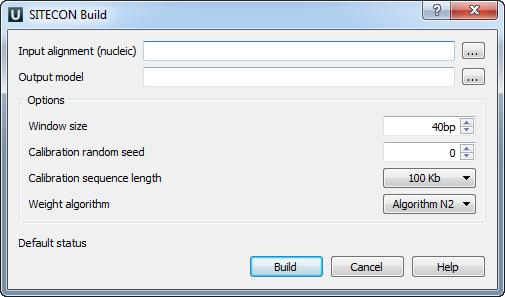 SITECON Build
Input alignment (nucleic)
...
Output model
...
Options
Window size 40bp
Calibration random seed 0
Calibration sequence length 100 Kb
Weight algorithm Algorithm N2
Default status
Build Cancel Help